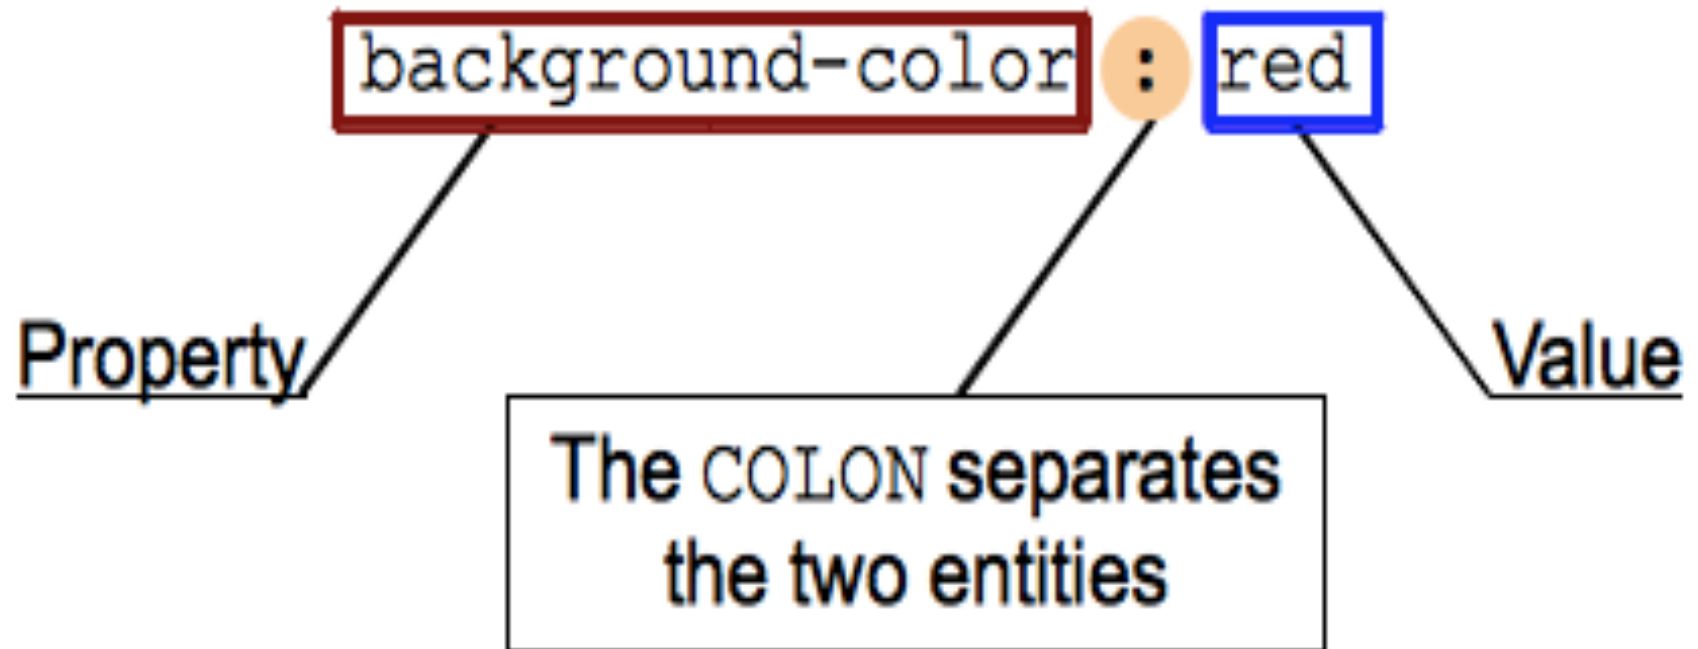 background-color : red
Property
Value
The COLON separates
the two entities